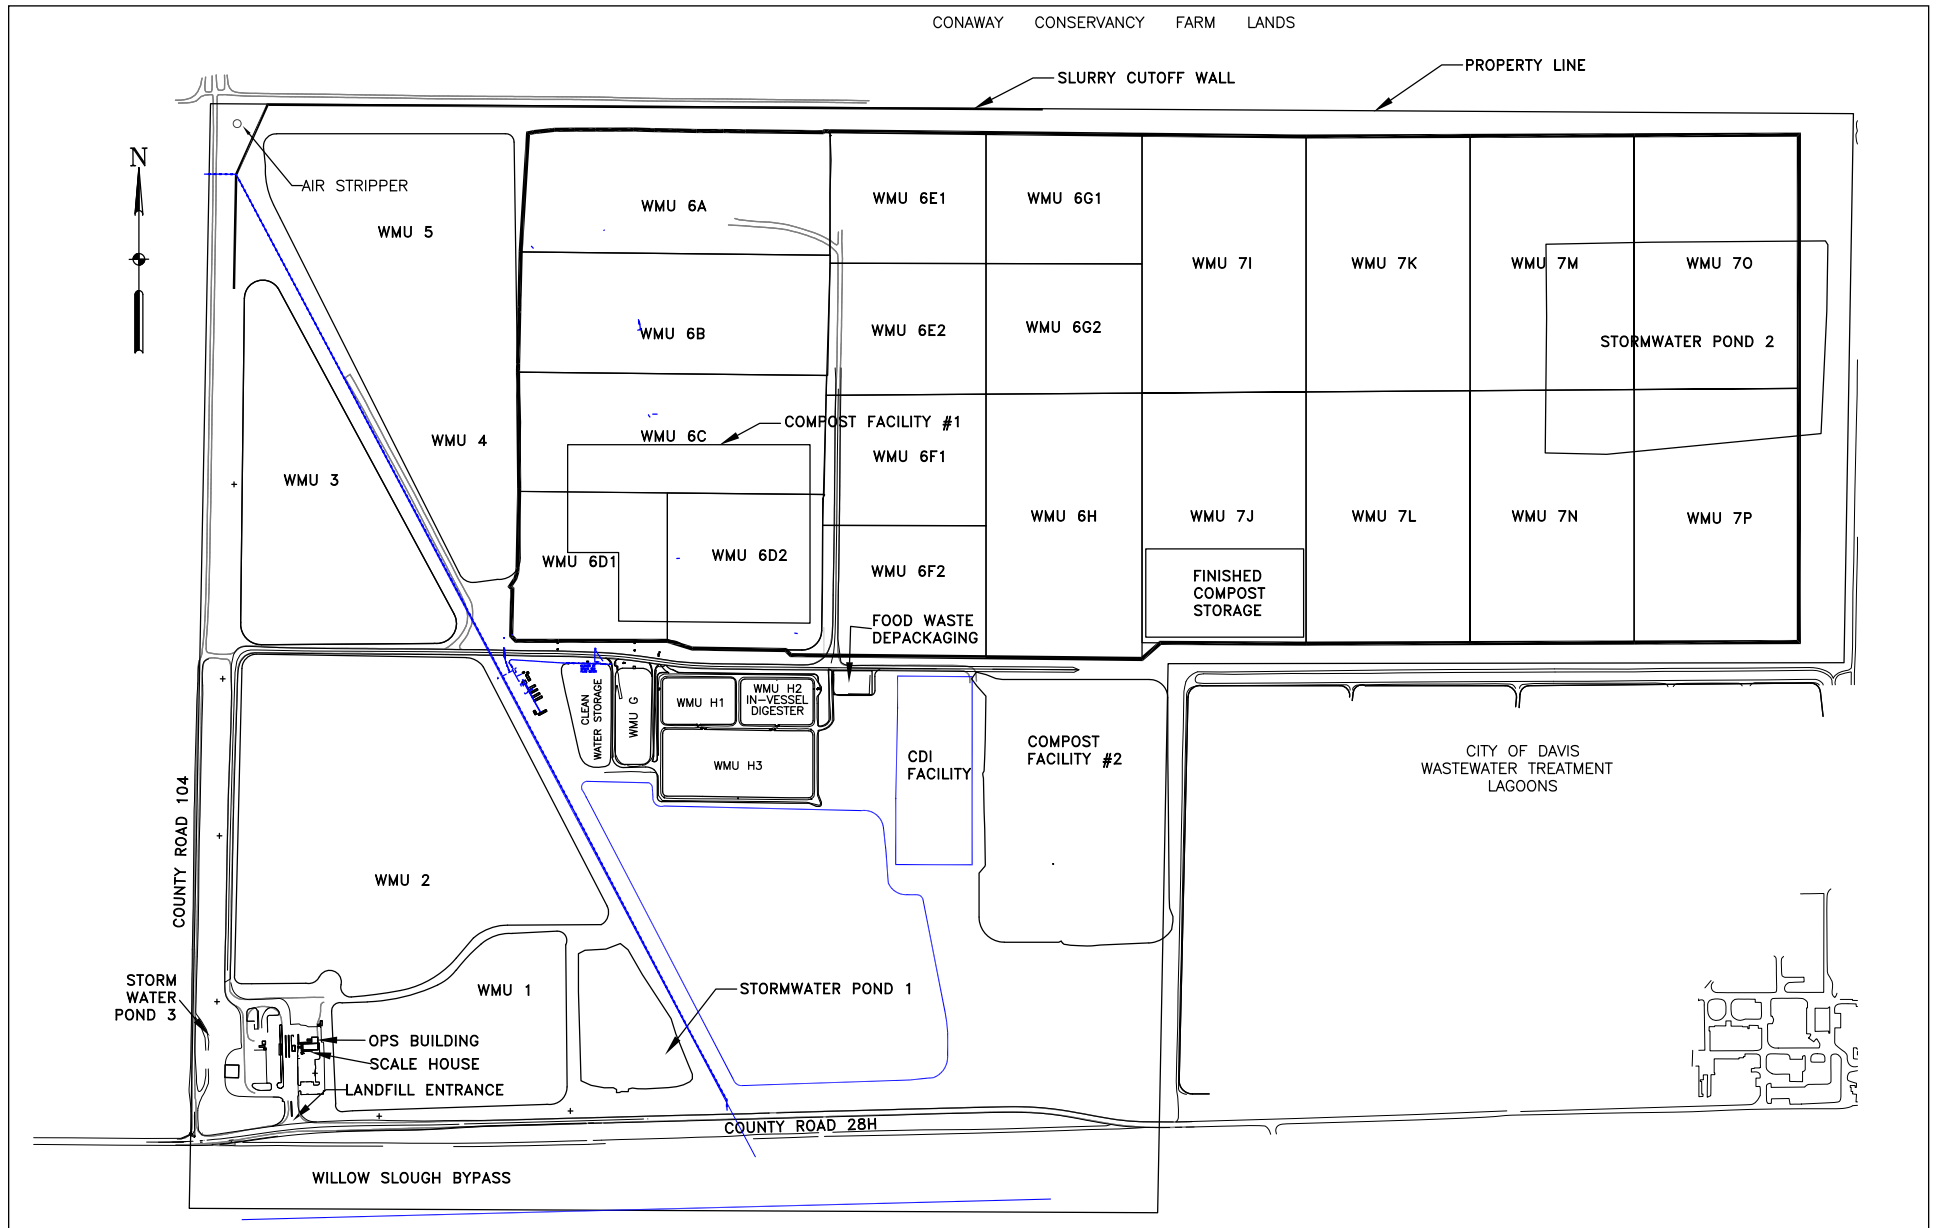 CONAWAY CONSERVANCY FARM LANDS
SLURRY CUTOFF WALL
PROPERTY LINE
N
AIR STRIPPER
WMU 5
WMU 6A
WMU 6E1
WMU 6G1
WMU 7I
WMU 7K
WMU 7M
WMU 7O
WMU 6B
WMU 6E2
WMU 6G2
STORMWATER POND 2
COMPOST FACILITY #1
WMU 4
WMU 6C
WMU 6F1
WMU 3
WMU 6H
WMU 7J
WMU 7L
WMU 7N
WMU 7P
WMU 6D1
WMU 6D2
WMU 6F2
FINISHED
COMPOST
STORAGE
FOOD WASTE
DEPACKAGING
CLEAN
WATER STORAGE
WMU G
WMU H1
WMU H2
IN-VESSEL
DIGESTER
WMU H3
CDI
FACILITY
COMPOST
FACILITY #2
CITY OF DAVIS
WASTEWATER TREATMENT
LAGOONS
COUNTY ROAD 104
WMU 2
WMU 1
STORM
WATER
POND 3
STORMWATER POND 1
OPS BUILDING
SCALE HOUSE
LANDFILL ENTRANCE
COUNTY ROAD 28H
WILLOW SLOUGH BYPASS